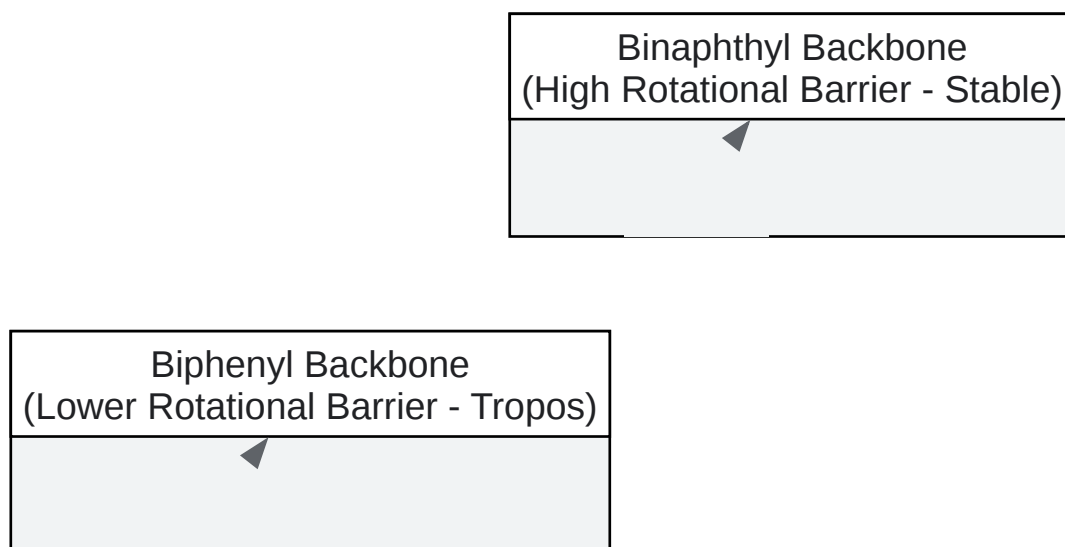 Binaphthyl Backbone
(High Rotational Barrier - Stable)
Biphenyl Backbone
(Lower Rotational Barrier - Tropos)